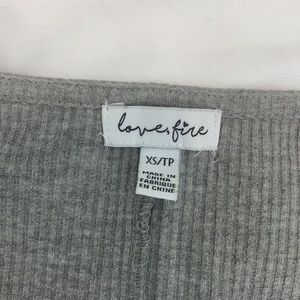 love, fire
XS/TP
MADE IN
CHINA
FABRIQUÉ
EN CHINE